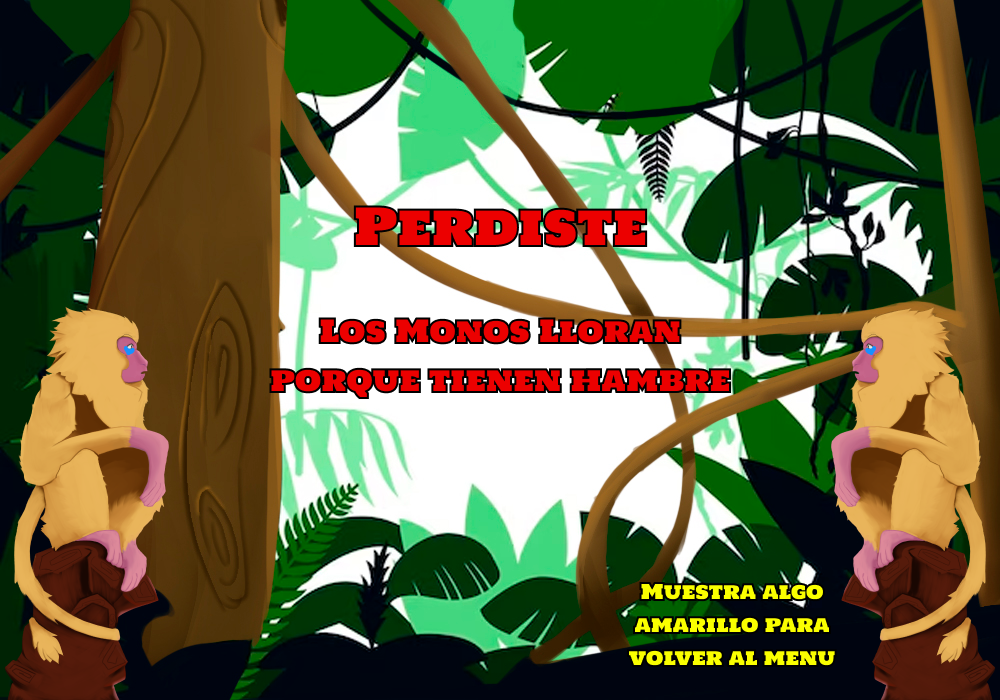 Perdiste
Los Monos Lloran
porque tienen hambre
Muestra algo
amarillo para
volver al menu